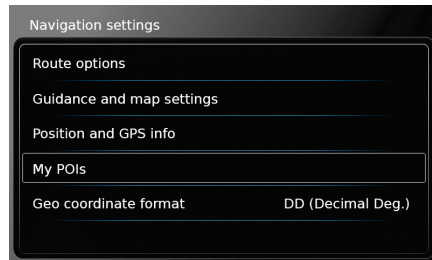 Navigation settings
Route options
Guidance and map settings
Position and GPS info
My POIs
Geo coordinate format DD (Decimal Deg.)